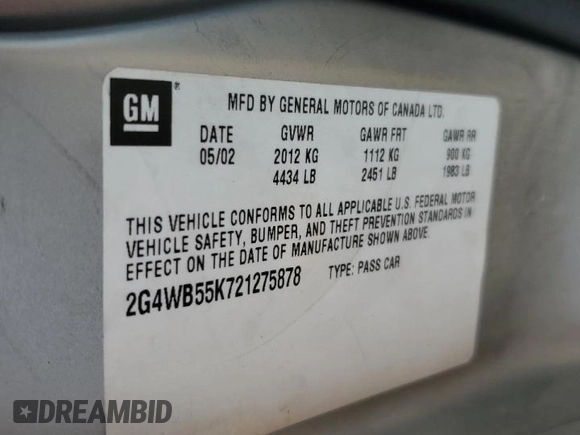 GM
MFD BY GENERAL MOTORS OF CANADA LTD.
DATE GVWR GAWR FRT GAWR RR
05/02 2012 KG 1112 KG 900 KG
4434 LB 2451 LB 1983 LB
THIS VEHICLE CONFORMS TO ALL APPLICABLE U.S. FEDERAL MOTOR
VEHICLE SAFETY, BUMPER, AND THEFT PREVENTION STANDARDS IN
EFFECT ON THE DATE OF MANUFACTURE SHOWN ABOVE.
2G4WB55K721275878 TYPE: PASS CAR
DREAMBID